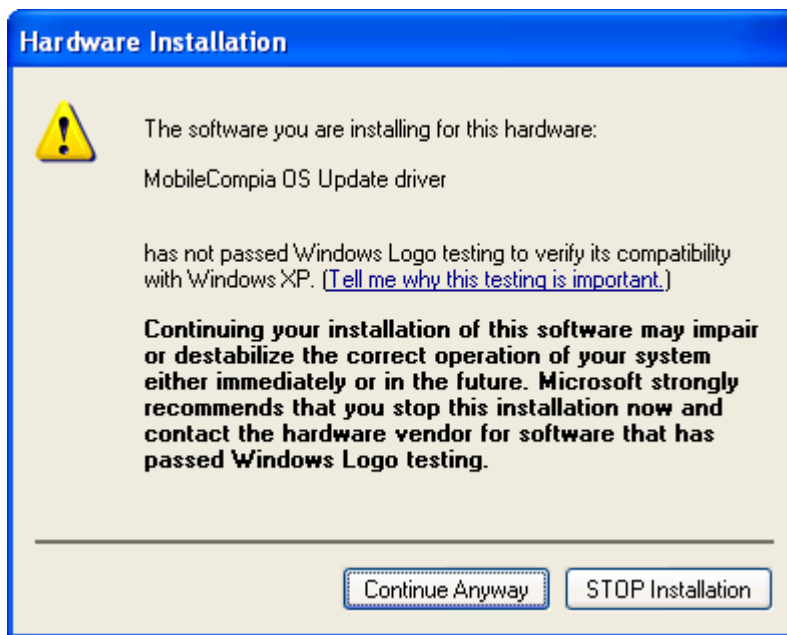 Hardware Installation
The software you are installing for this hardware:
MobileCompia OS Update driver
has not passed Windows Logo testing to verify its compatibility
with Windows XP. (Tell me why this testing is important.)
Continuing your installation of this software may impair
or destabilize the correct operation of your system
either immediately or in the future. Microsoft strongly
recommends that you stop this installation now and
contact the hardware vendor for software that has
passed Windows Logo testing.
Continue Anyway
STOP Installation